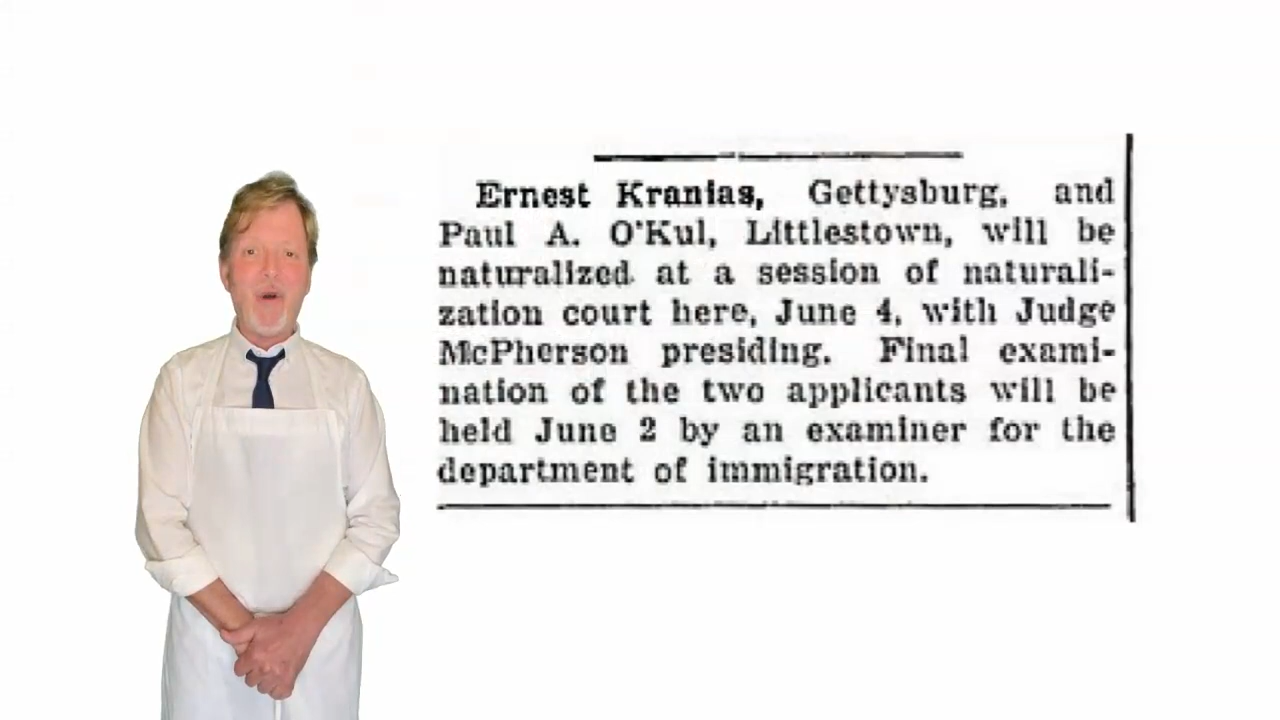 Ernest Kranias, Gettysburg, and
Paul A. O'Kul, Littlestown, will be
naturalized at a session of naturali-
zation court here, June 4, with Judge
McPherson presiding. Final exami-
nation of the two applicants will be
held June 2 by an examiner for the
department of immigration.